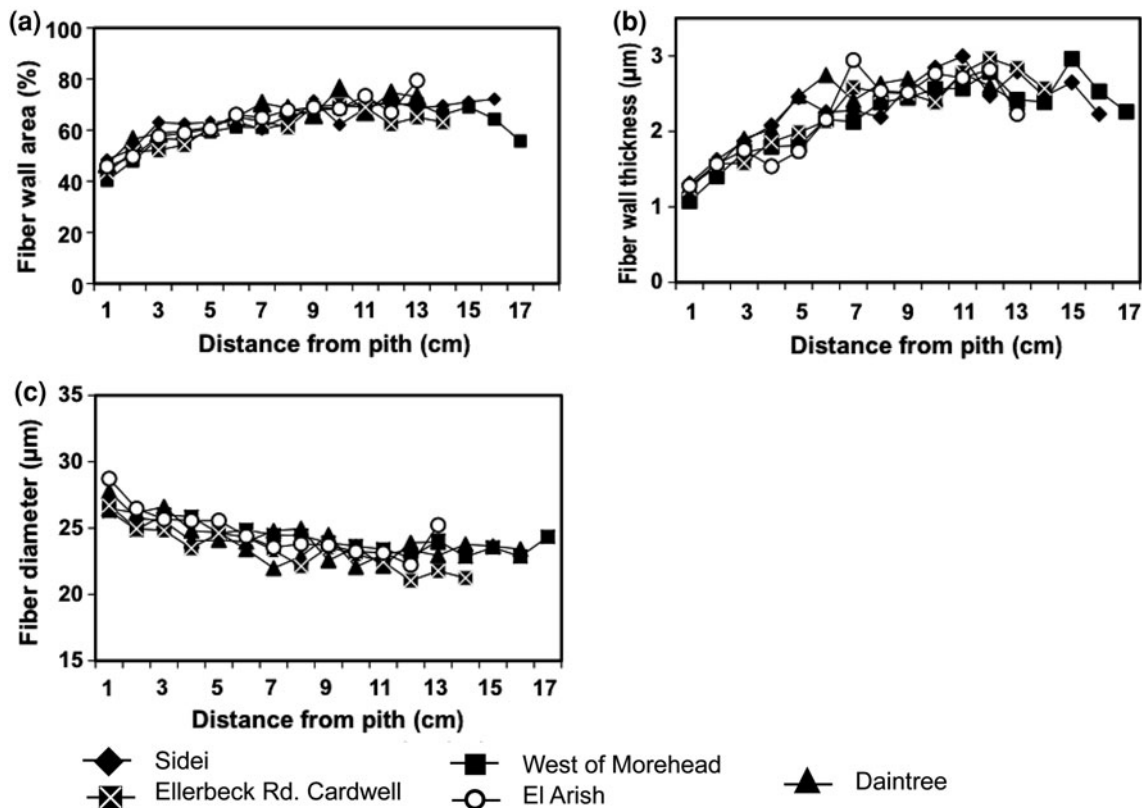 (a)
Fiber wall area (%)
100
80
60
40
20
0
1 3 5 7 9 11 13 15 17
Distance from pith (cm)
(b)
Fiber wall thickness (μm)
3
2
1
0
1 3 5 7 9 11 13 15 17
Distance from pith (cm)
(c)
Fiber diameter (μm)
35
30
25
20
15
1 3 5 7 9 11 13 15 17
Distance from pith (cm)
Sidei
West of Morehead
Daintree
Ellerbeck Rd. Cardwell
El Arish